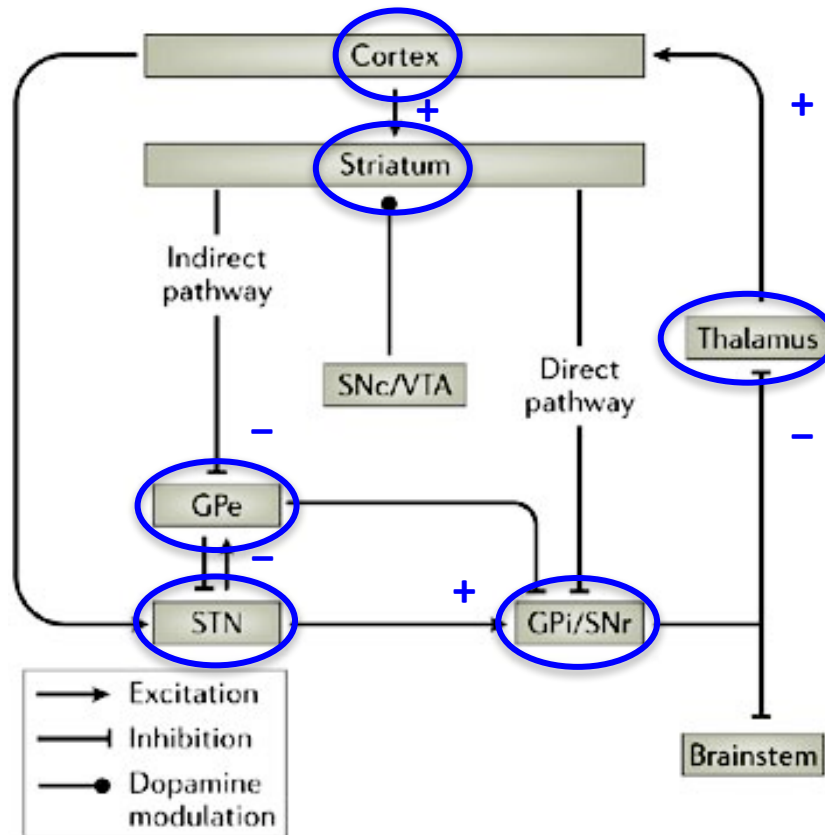 Cortex
+
+
Striatum
Indirect
pathway
Thalamus
SNc/VTA
Direct
pathway
–
–
GPe
–
+
STN
GPi/SNr
Excitation
Inhibition
Dopamine
modulation
Brainstem